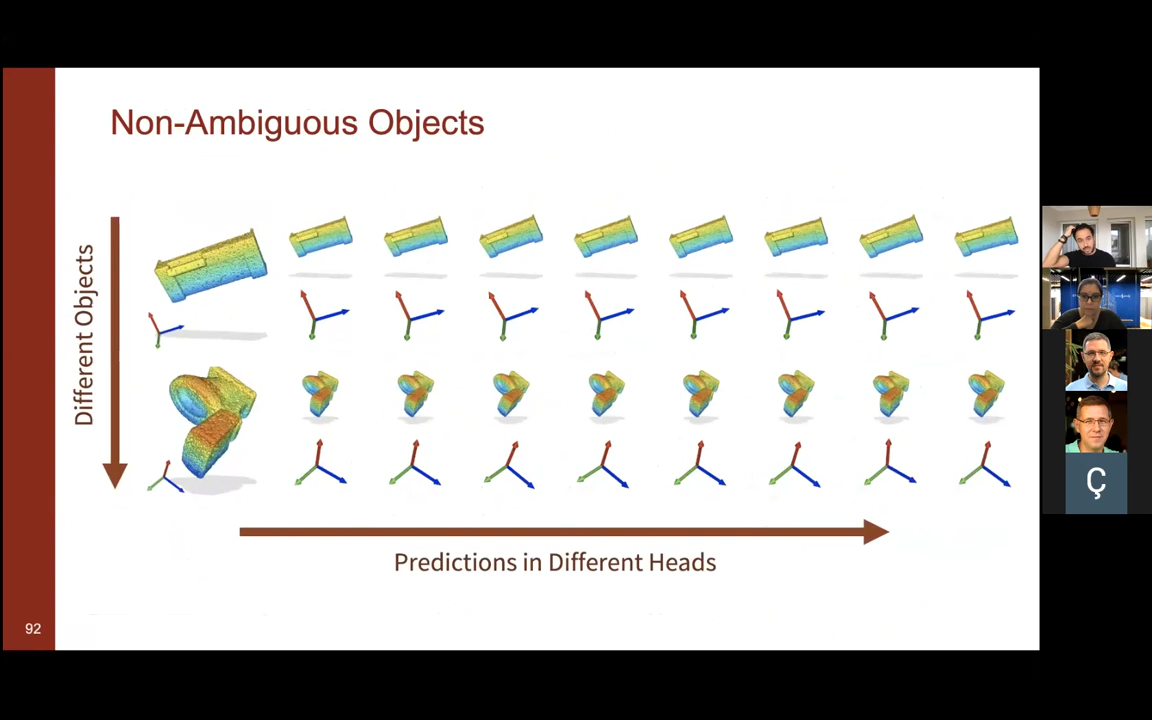 Non-Ambiguous Objects
Different Objects
Predictions in Different Heads
92
Ç